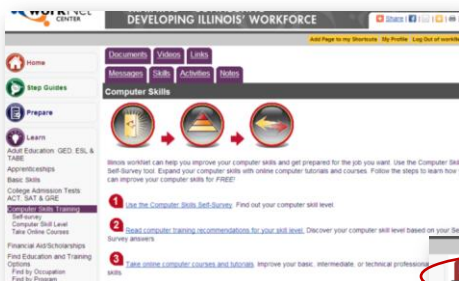 workNet
CENTER
DEVELOPING ILLINOIS' WORKFORCE
Share
Add Page to my Shortcuts My Profile Log Out of
Home
Step Guides
Prepare
Learn
Adult Education: GED, ESL &
TABE
Apprenticeships
Basic Skills
College Admission Tests:
ACT, SAT & GRE
Computer Skills Training
Self-survey
Computer Skill Level
Take Online Courses
Financial Aid/Scholarships
Find Education and Training
Options
Find by Occupation
Find by Program
Documents Videos Links
Messages Skills Activities Notes
Computer Skills
Illinois workNet can help you improve your computer skills and get prepared for the job you want. Use the Computer Skil
Self-Survey tool. Expand your computer skills with online computer tutorials and courses. Follow the steps to learn how
can improve your computer skills for FREE!
1 Use the Computer Skills Self-Survey. Find out your computer skill level.
2 Read computer training recommendations for your skill level. Discover your computer skill level based on your Se
Survey answers.
3 Take online computer courses and tutorials. Improve your basic, intermediate, or technical professional
skills.